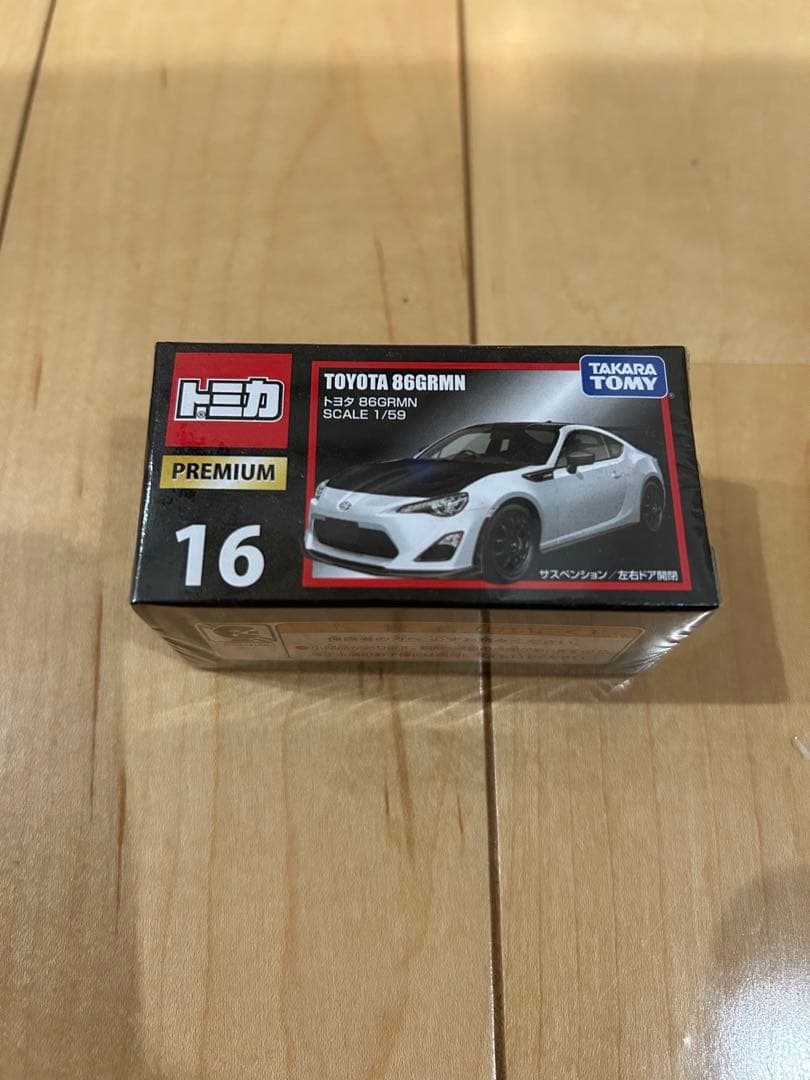 トミカ®
PREMIUM
16
TOYOTA 86GRMN
トヨタ 86GRMN
SCALE 1/59
TAKARA
TOMY®
サスペンション/左右ドア開閉